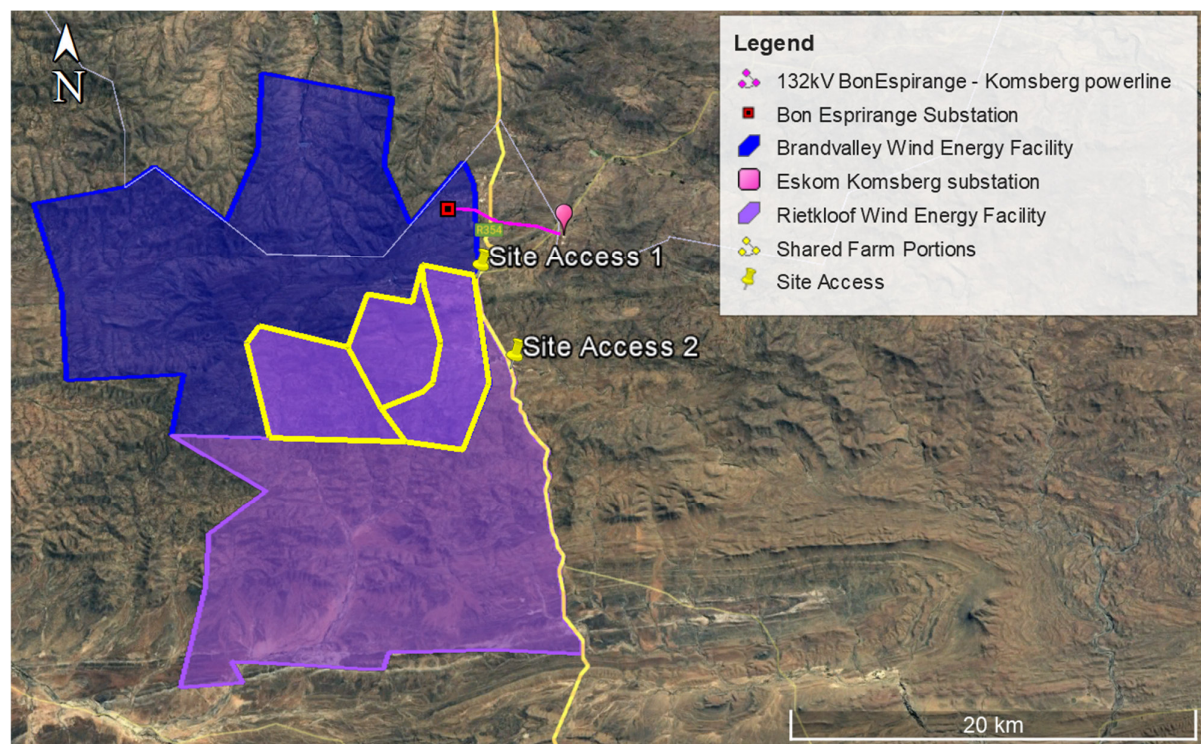 N
Legend
132kV BonEspirange - Komsberg powerline
Bon Esprirange Substation
Brandvalley Wind Energy Facility
Eskom Komsberg substation
Rietkloof Wind Energy Facility
Shared Farm Portions
Site Access
R354
Site Access 1
Site Access 2
20 km